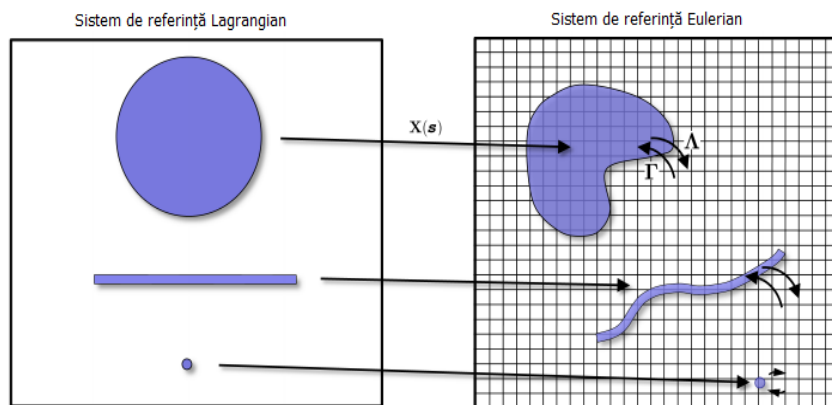 Sistem de referință Lagrangian
Sistem de referință Eulerian
X(s)
Λ
Γ